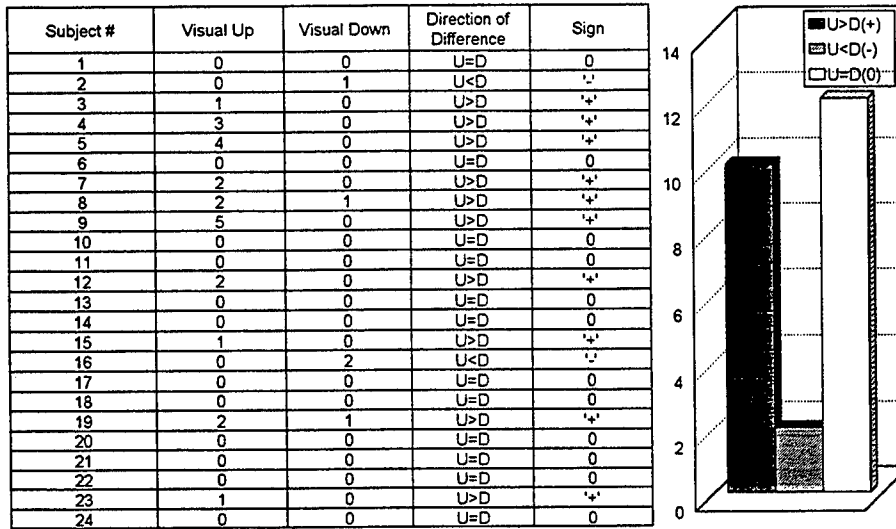 Subject # Visual Up Visual Down Direction of Difference Sign
1 0 0 U=D 0
2 0 1 U<D '-'
3 1 0 U>D '+'
4 3 0 U>D '+'
5 4 0 U>D '+'
6 0 0 U=D 0
7 2 0 U>D '+'
8 2 1 U>D '+'
9 5 0 U>D '+'
10 0 0 U=D 0
11 0 0 U=D 0
12 2 0 U>D '+'
13 0 0 U=D 0
14 0 0 U=D 0
15 1 0 U>D '+'
16 0 2 U<D '-'
17 0 0 U=D 0
18 0 0 U=D 0
19 2 1 U>D '+'
20 0 0 U=D 0
21 0 0 U=D 0
22 0 0 U=D 0
23 1 0 U>D '+'
24 0 0 U=D 0
U>D(+)
U<D(-)
U=D(0)
14
12
10
8
6
4
2
0